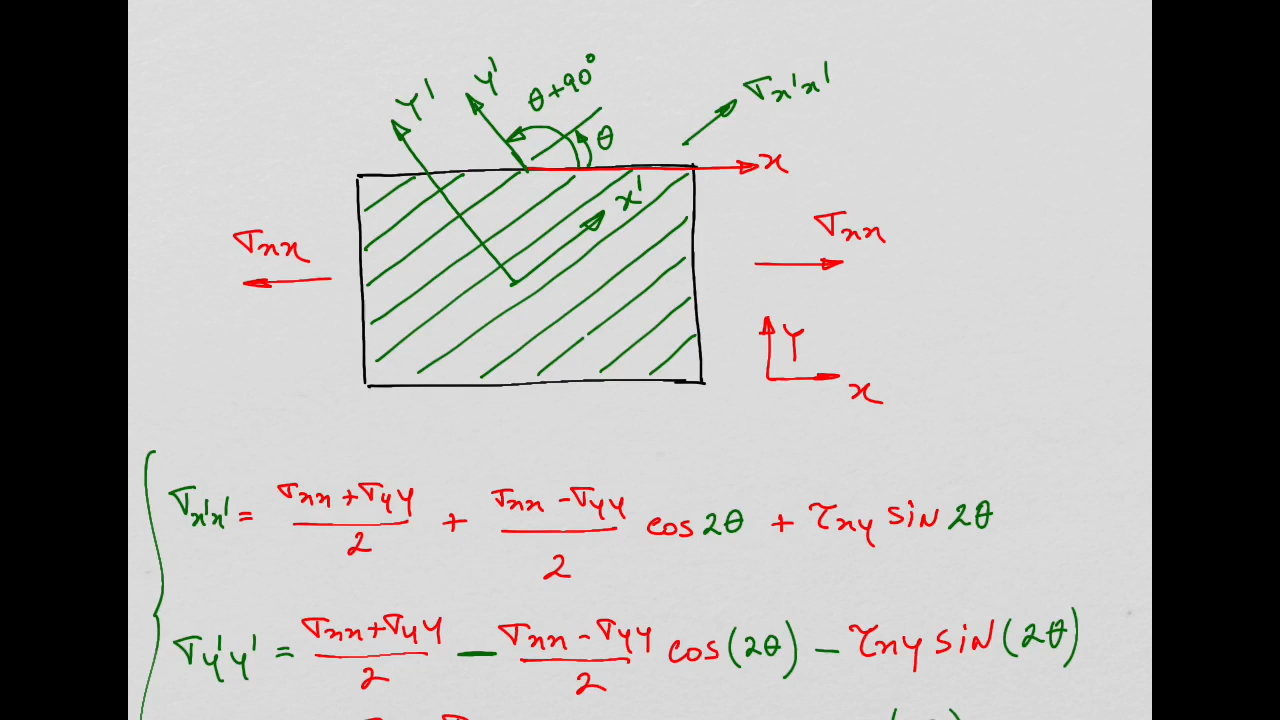 Y' Y' θ+90° θ σx'x'
x
x'
σxx σxx
Y
x
σx'x' = (σxx + σyy)/2 + (σxx - σyy)/2 cos 2θ + τxy sin 2θ
σy'y' = (σxx + σyy)/2 - (σxx - σyy)/2 cos(2θ) - τxy sin(2θ)